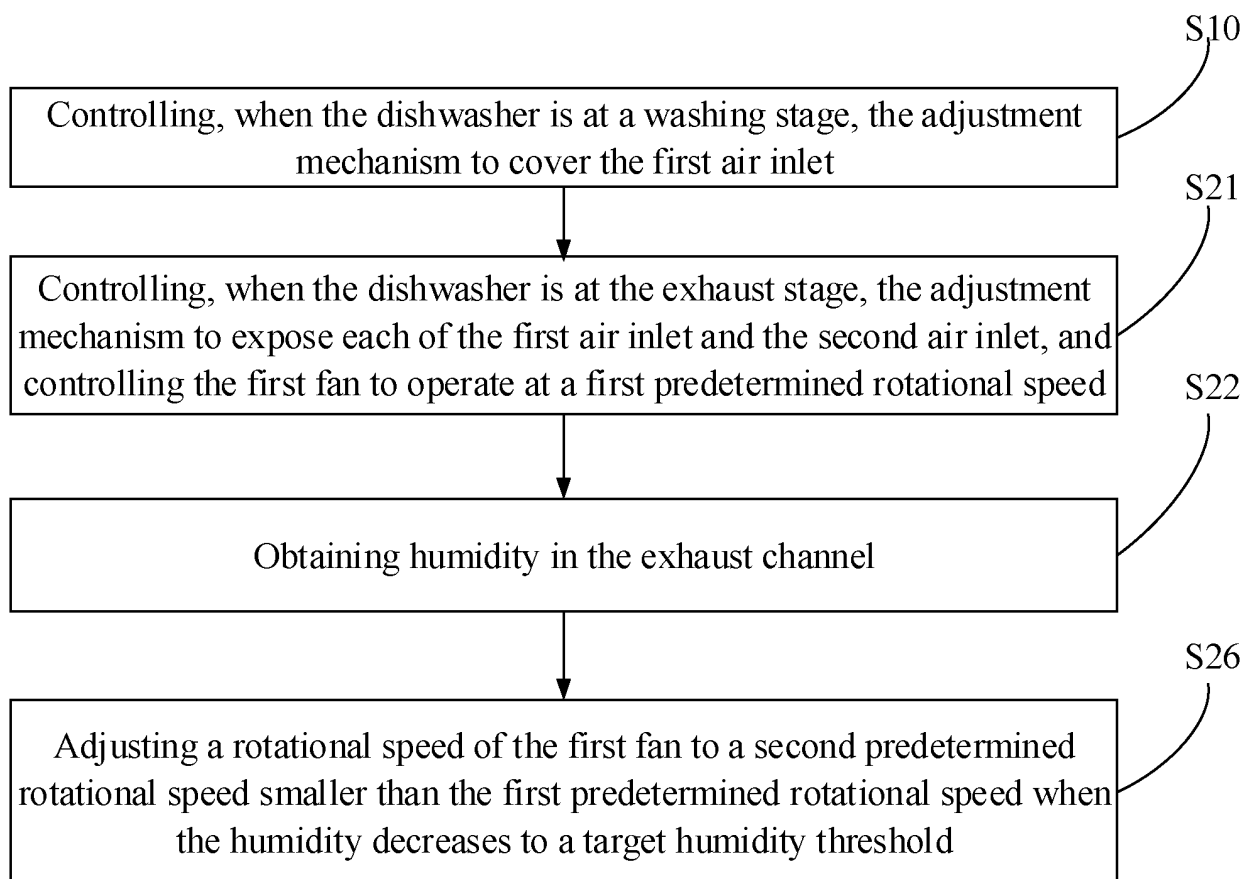 S10
Controlling, when the dishwasher is at a washing stage, the adjustment
mechanism to cover the first air inlet
S21
Controlling, when the dishwasher is at the exhaust stage, the adjustment
mechanism to expose each of the first air inlet and the second air inlet, and
controlling the first fan to operate at a first predetermined rotational speed
S22
Obtaining humidity in the exhaust channel
S26
Adjusting a rotational speed of the first fan to a second predetermined
rotational speed smaller than the first predetermined rotational speed when
the humidity decreases to a target humidity threshold